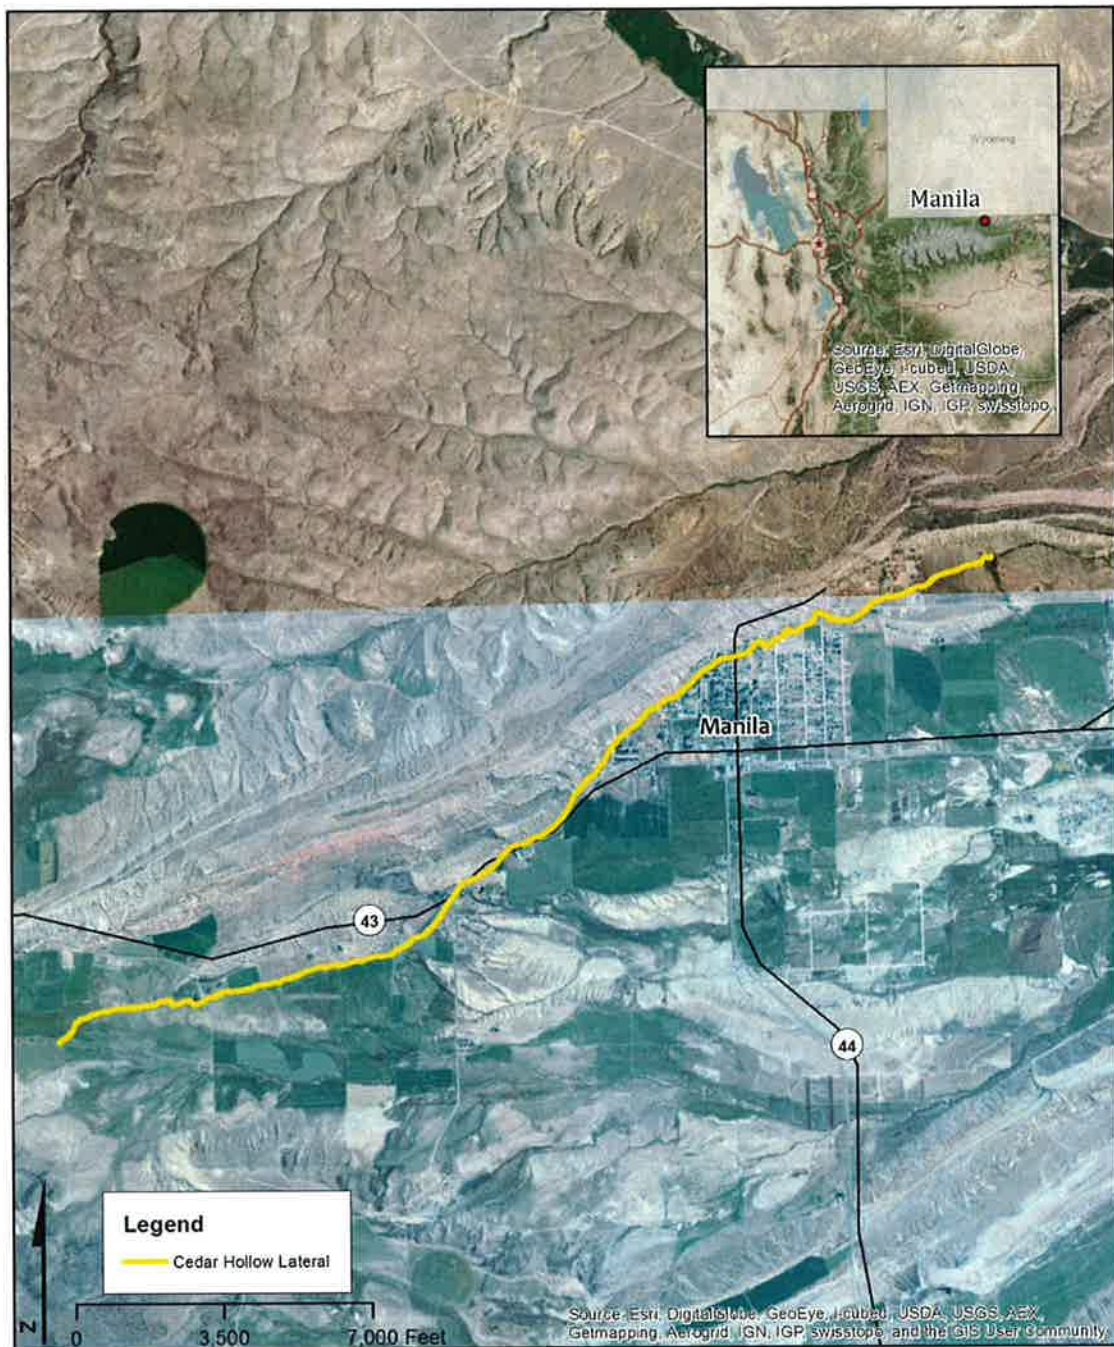 Wyoming
Manila
Source: Esri, DigitalGlobe,
GeoEye, i-cubed, USDA,
USGS, AEX, Getmapping,
Aerogrid, IGN, IGP, swisstopo,
Manila
43
44
Legend
Cedar Hollow Lateral
N
0 3,500 7,000 Feet
Source: Esri, DigitalGlobe, GeoEye, i-cubed, USDA, USGS, AEX,
Getmapping, Aerogrid, IGN, IGP, swisstopo, and the GIS User Community